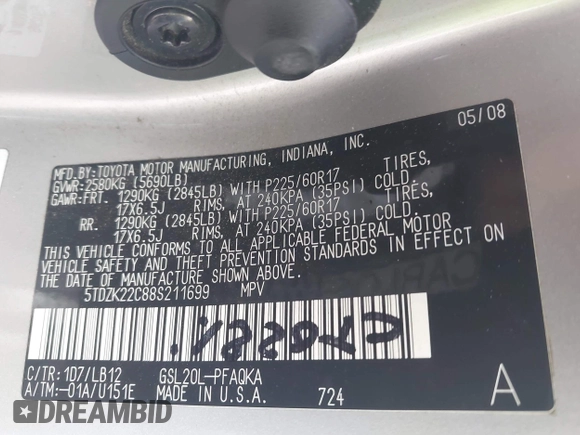 05/08
MFD.BY:TOYOTA MOTOR MANUFACTURING, INDIANA, INC.
GVWR:2580KG (5690LB)
GAWR:FRT. 1290KG (2845LB) WITH P225/60R17 TIRES,
17X6.5J RIMS, AT 240KPA (35PSI) COLD.
RR. 1290KG (2845LB) WITH P225/60R17 TIRES,
17X6.5J RIMS, AT 240KPA (35PSI) COLD.
THIS VEHICLE CONFORMS TO ALL APPLICABLE FEDERAL MOTOR
VEHICLE SAFETY AND THEFT PREVENTION STANDARDS IN EFFECT ON
THE DATE OF MANUFACTURE SHOWN ABOVE.
5TDZK22C88S211699 MPV
C/TR:1D7/LB12 GSL20L-PFAQKA
A/TM:-01A/U151E MADE IN U.S.A. 724 A
DEALERS LEAGUE